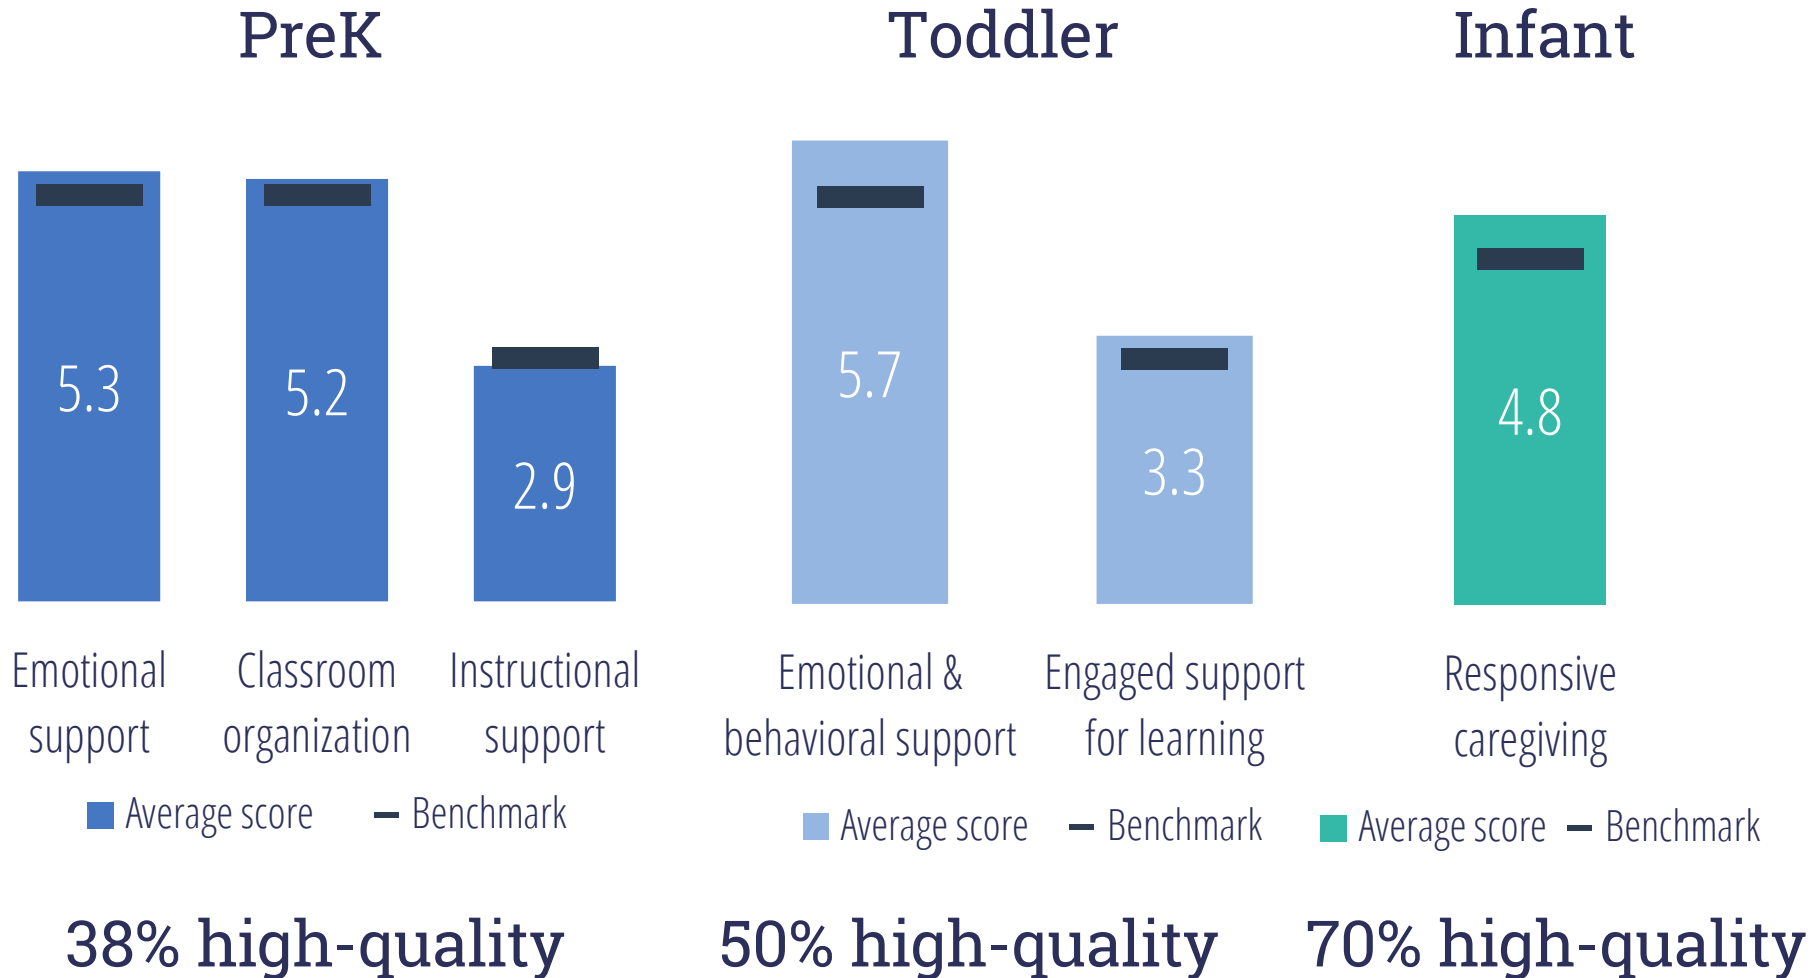 PreK
5.3
5.2
2.9
Emotional
support
Classroom
organization
Instructional
support
Average score
Benchmark
38% high-quality
Toddler
5.7
3.3
Emotional &
behavioral support
Engaged support
for learning
Average score
Benchmark
50% high-quality
Infant
4.8
Responsive
caregiving
Average score
Benchmark
70% high-quality